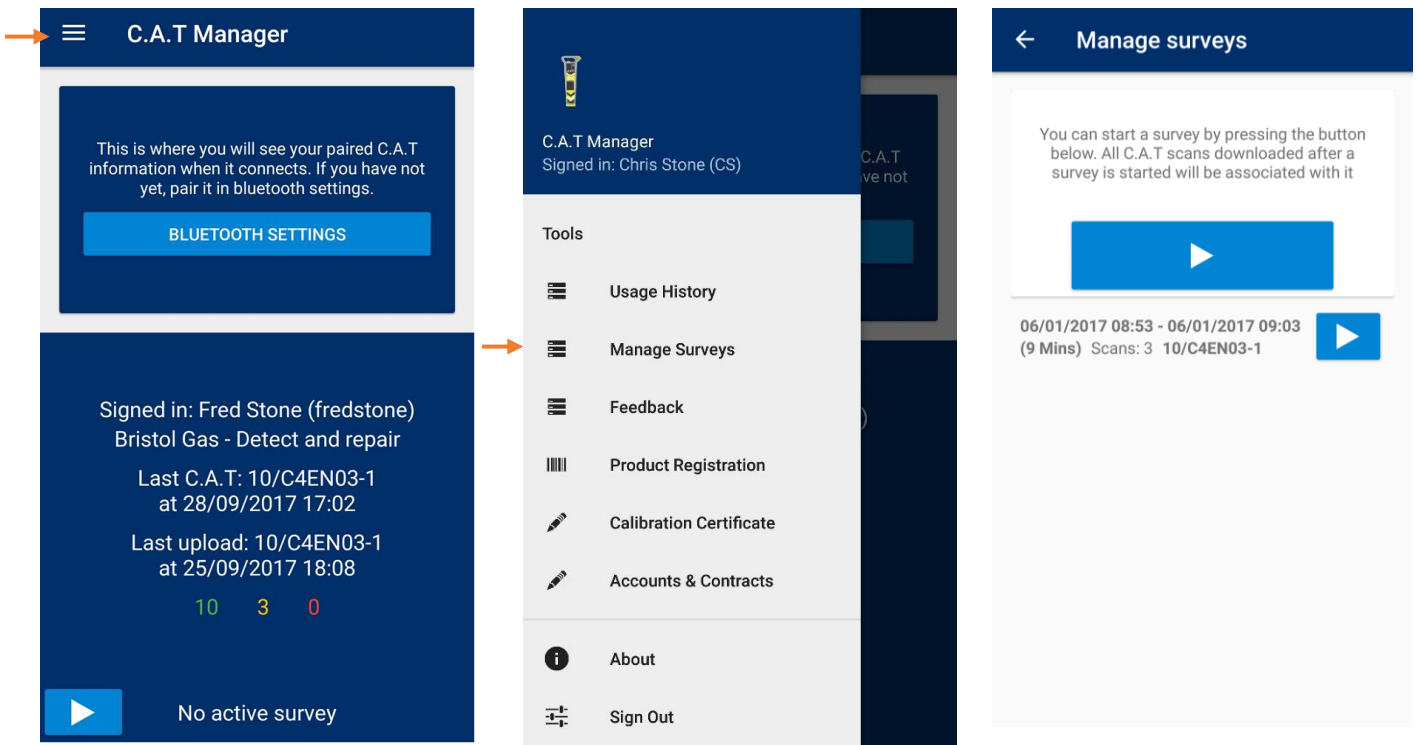 C.A.T Manager
This is where you will see your paired C.A.T
information when it connects. If you have not
yet, pair it in bluetooth settings.
BLUETOOTH SETTINGS
Signed in: Fred Stone (fredstone)
Bristol Gas - Detect and repair
Last C.A.T: 10/C4EN03-1
at 28/09/2017 17:02
Last upload: 10/C4EN03-1
at 25/09/2017 18:08
10 3 0
No active survey
C.A.T Manager
Signed in: Chris Stone (CS)
C.A.T
ve not
)
Tools
Usage History
Manage Surveys
Feedback
Product Registration
Calibration Certificate
Accounts & Contracts
About
Sign Out
Manage surveys
You can start a survey by pressing the button
below. All C.A.T scans downloaded after a
survey is started will be associated with it
06/01/2017 08:53 - 06/01/2017 09:03
(9 Mins) Scans: 3 10/C4EN03-1